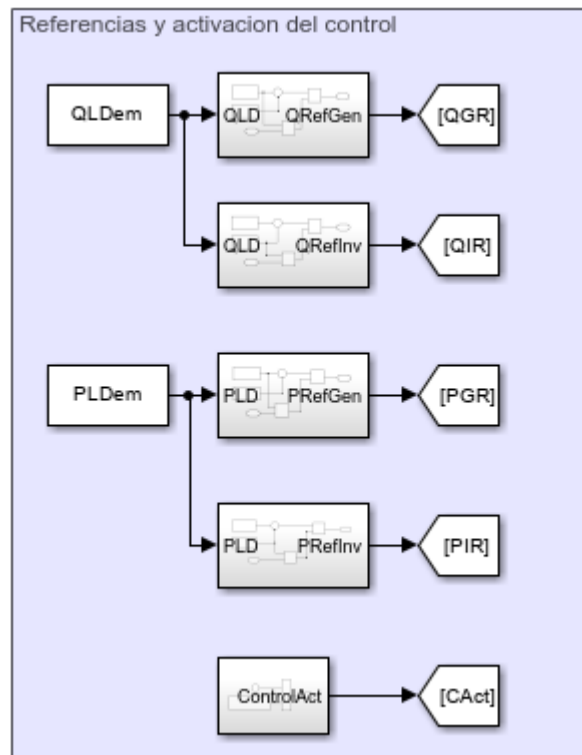 Referencias y activacion del control
QLDem
QLD QRefGen
[QGR]
QLD QRefInv
[QIR]
PLDem
PLD PRefGen
[PGR]
PLD PRefInv
[PIR]
ControlAct
[CAct]